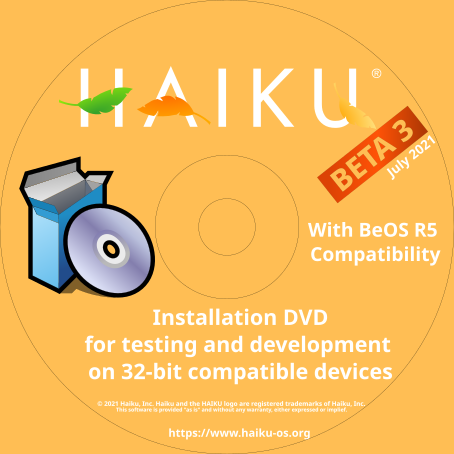 HAIKU®
BETA 3
July 2021
With BeOS R5
Compatibility
Installation DVD
for testing and development
on 32-bit compatible devices
© 2021 Haiku, Inc. Haiku and the HAIKU logo are registered trademarks of Haiku, Inc.
This software is provided "as is" and without any warranty, either expressed or implied.
https://www.haiku-os.org